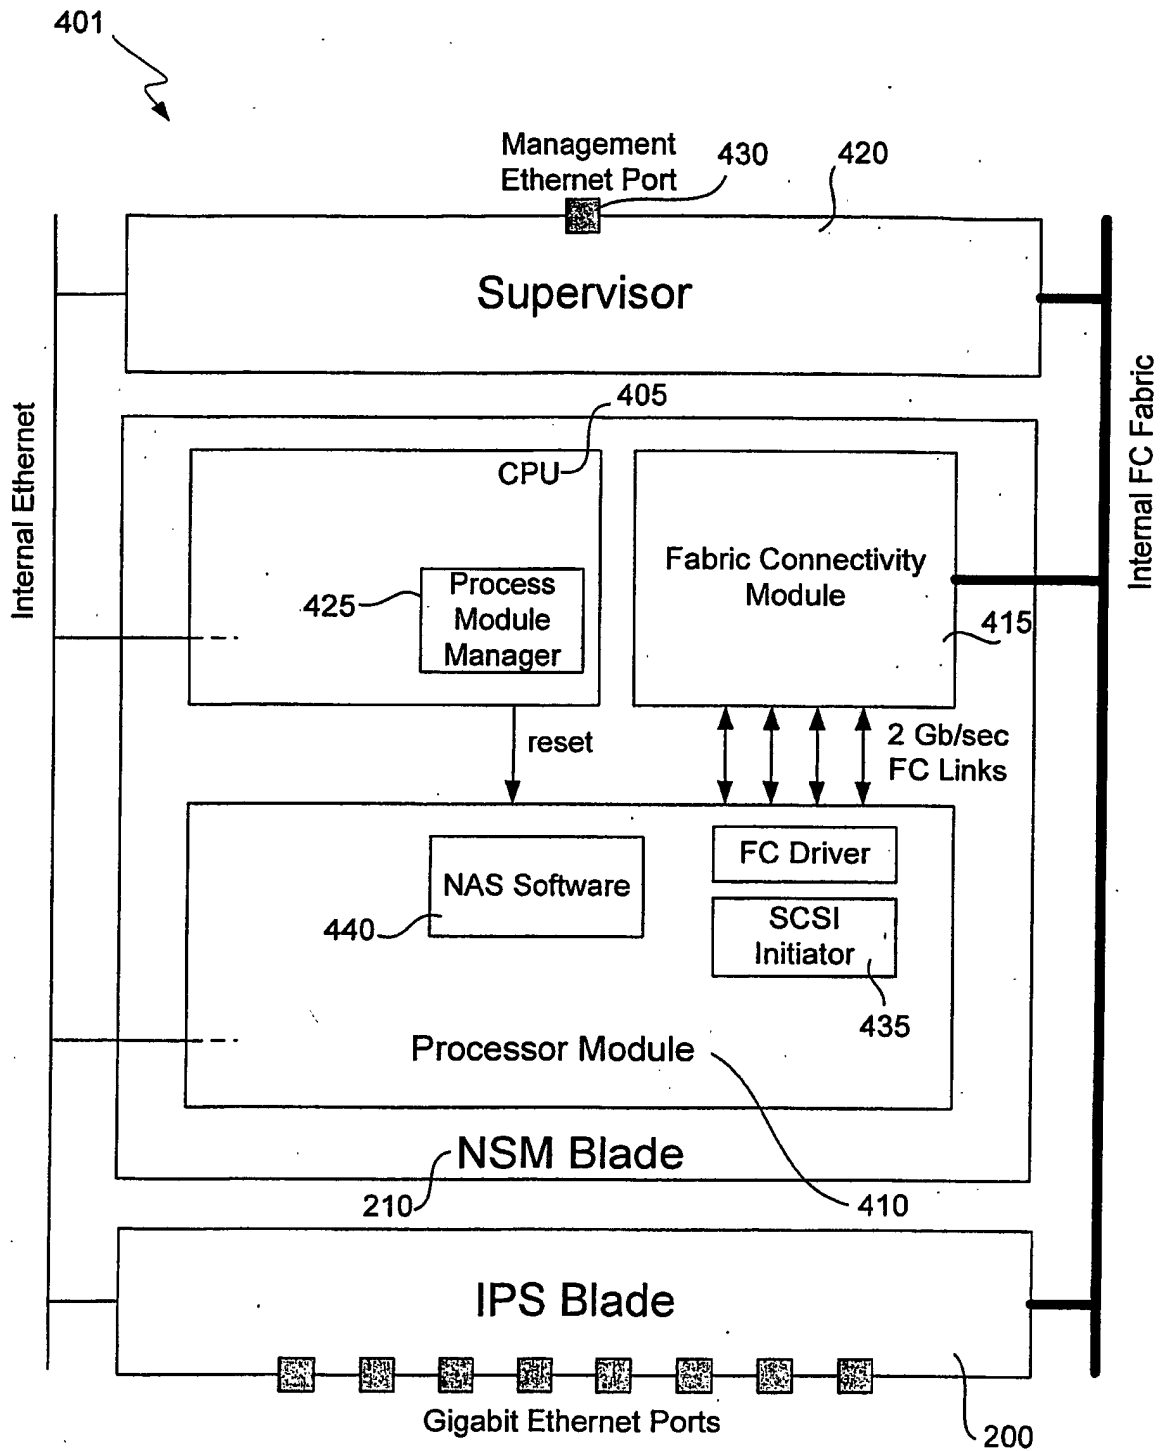 401
Management
Ethernet Port
430
420
Supervisor
Internal Ethernet
Internal FC Fabric
405
CPU
Process
Module
Manager
425
Fabric Connectivity
Module
415
reset
2 Gb/sec
FC Links
NAS Software
440
FC Driver
SCSI
Initiator
435
Processor Module
NSM Blade
210
410
IPS Blade
Gigabit Ethernet Ports
200